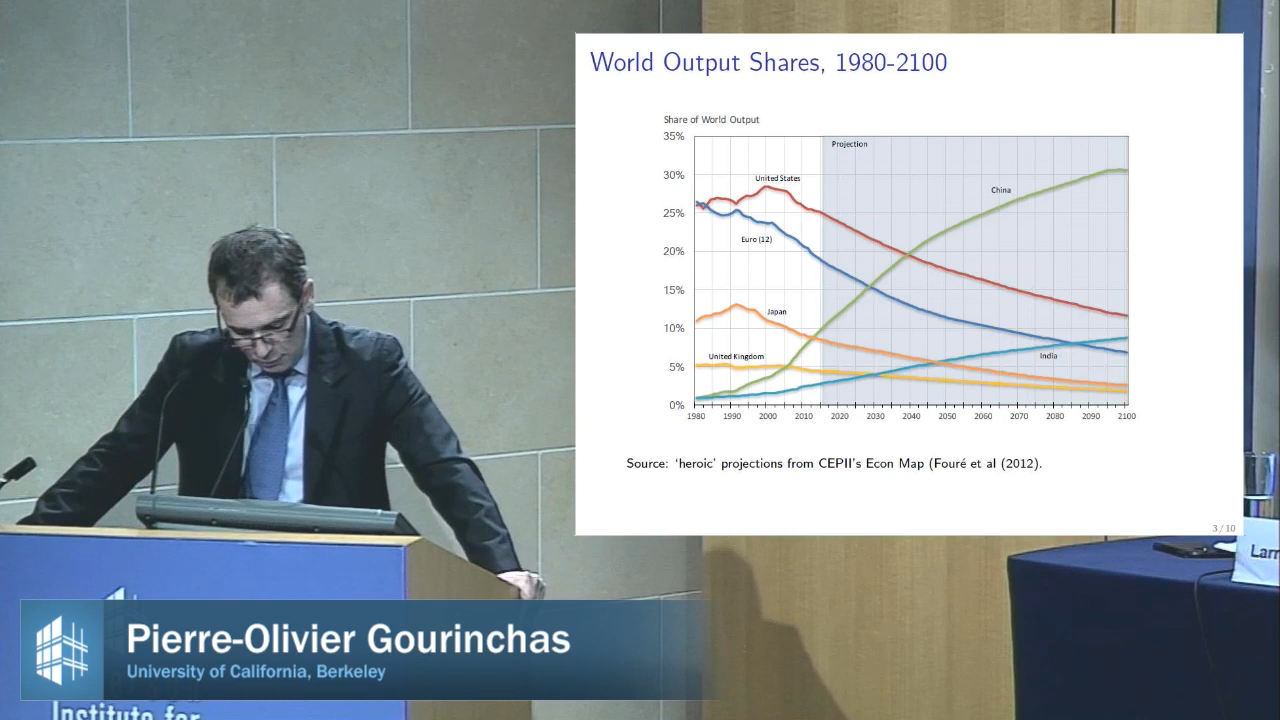 World Output Shares, 1980-2100
Share of World Output
35%
30%
25%
20%
15%
10%
5%
0%
Projection
United States
China
Euro (12)
Japan
United Kingdom
India
1980 1990 2000 2010 2020 2030 2040 2050 2060 2070 2080 2090 2100
Source: ‘heroic’ projections from CEPII’s Econ Map (Fouré et al (2012).
3 / 10
Larr
Pierre-Olivier Gourinchas
University of California, Berkeley
Institute for